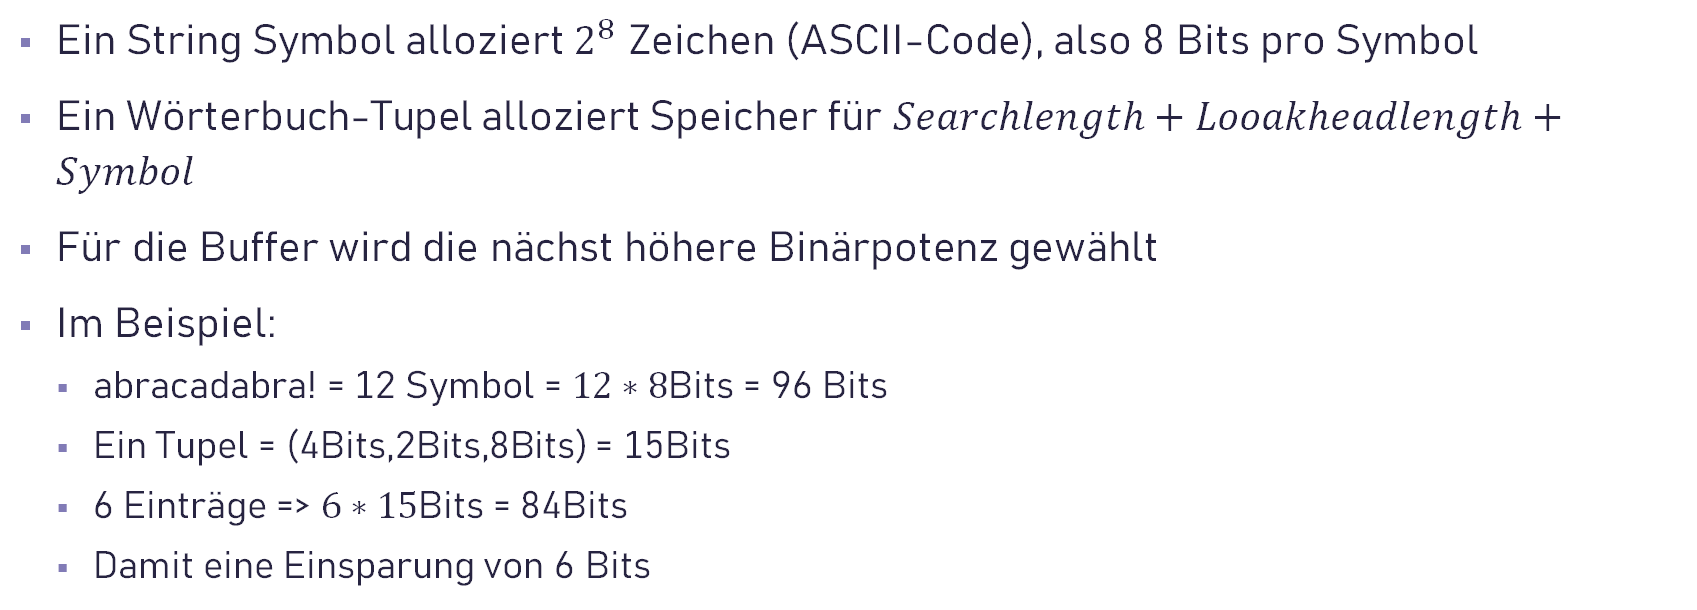 ▪ Ein String Symbol alloziert 2⁸ Zeichen (ASCII-Code), also 8 Bits pro Symbol
▪ Ein Wörterbuch-Tupel alloziert Speicher für Searchlength + Looakheadlength +
Symbol
▪ Für die Buffer wird die nächst höhere Binärpotenz gewählt
▪ Im Beispiel:
▪ abracadabra! = 12 Symbol = 12 ∗ 8Bits = 96 Bits
▪ Ein Tupel = (4Bits,2Bits,8Bits) = 15Bits
▪ 6 Einträge => 6 ∗ 15Bits = 84Bits
▪ Damit eine Einsparung von 6 Bits